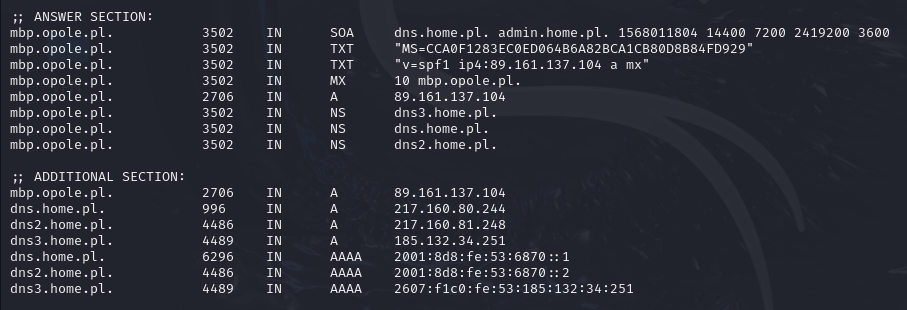 ;; ANSWER SECTION:
mbp.opole.pl. 3502 IN SOA dns.home.pl. admin.home.pl. 1568011804 14400 7200 2419200 3600
mbp.opole.pl. 3502 IN TXT "MS=CCA0F1283EC0ED064B6A82BCA1CB80D8B84FD929"
mbp.opole.pl. 3502 IN TXT "v=spf1 ip4:89.161.137.104 a mx"
mbp.opole.pl. 3502 IN MX 10 mbp.opole.pl.
mbp.opole.pl. 2706 IN A 89.161.137.104
mbp.opole.pl. 3502 IN NS dns3.home.pl.
mbp.opole.pl. 3502 IN NS dns.home.pl.
mbp.opole.pl. 3502 IN NS dns2.home.pl.
;; ADDITIONAL SECTION:
mbp.opole.pl. 2706 IN A 89.161.137.104
dns.home.pl. 996 IN A 217.160.80.244
dns2.home.pl. 4486 IN A 217.160.81.248
dns3.home.pl. 4489 IN A 185.132.34.251
dns.home.pl. 6296 IN AAAA 2001:8d8:fe:53:6870::1
dns2.home.pl. 4486 IN AAAA 2001:8d8:fe:53:6870::2
dns3.home.pl. 4489 IN AAAA 2607:f1c0:fe:53:185:132:34:251